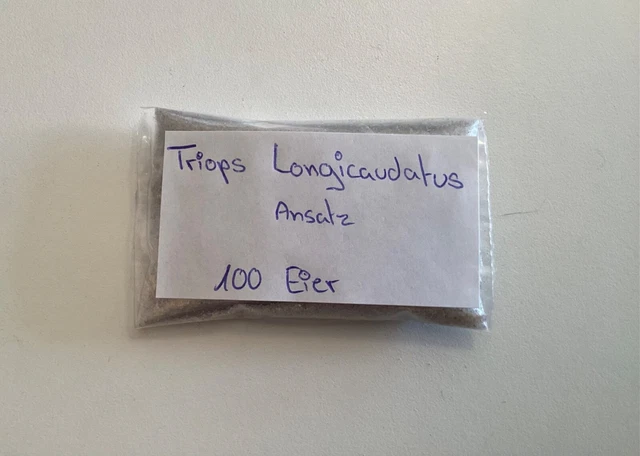 Triops Longicaudatus
Ansatz
100 Eier